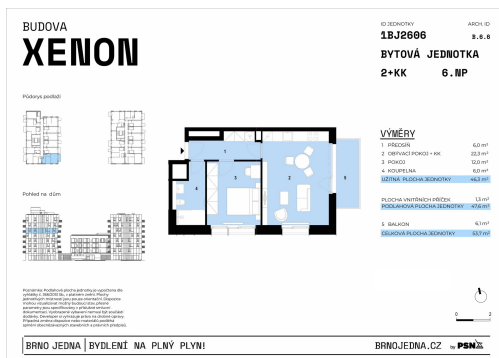 BUDOVA
XENON
ID JEDNOTKY
ARCH. ID
1BJ2606
B.6.6
BYTOVÁ JEDNOTKA
2+KK 6.NP
Půdorys podlaží
Pohled na dům
1
2
3
4
5
VÝMĚRY
1 PŘEDSÍŇ 6,0 m²
2 OBÝVACÍ POKOJ + KK 22,3 m²
3 POKOJ 12,0 m²
4 KOUPELNA 6,0 m²
UŽITNÁ PLOCHA JEDNOTKY 46,3 m²
PLOCHA VNITŘNÍCH PŘÍČEK 1,3 m²
PODLAHOVÁ PLOCHA JEDNOTKY 47,6 m²
5 BALKÓN 6,1 m²
CELKOVÁ PLOCHA JEDNOTKY 53,7 m²
0 2
BRNO JEDNA BYDLENÍ NA PLNÝ PLYN!
BRNOJEDNA.CZ by PSN